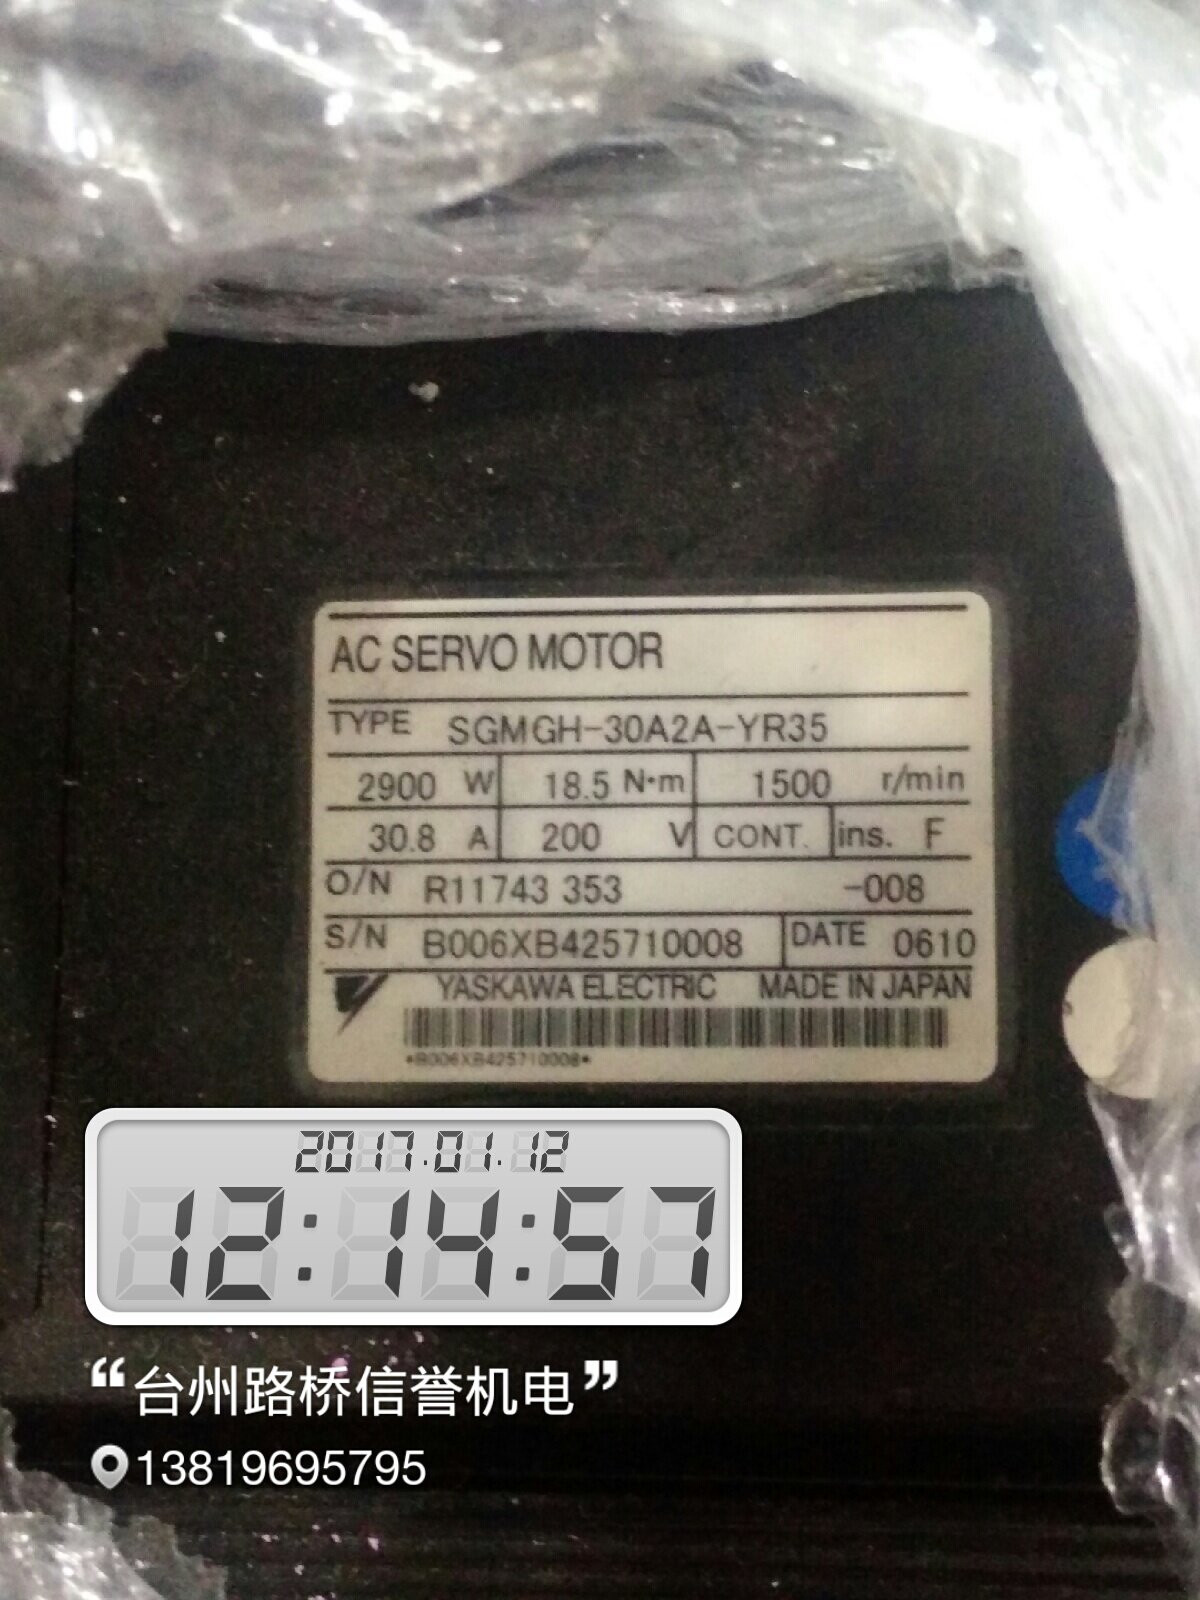 AC SERVO MOTOR
TYPE SGMGH-30A2A-YR35
2900 W 18.5 N·m 1500 r/min
30.8 A 200 V CONT. ins. F
O/N R11743 353 -008
S/N B006XB425710008 DATE 0610
YASKAWA ELECTRIC MADE IN JAPAN
*B006XB425710008*
2017.01.12
12:14:57
“台州路桥信誉机电”
13819695795